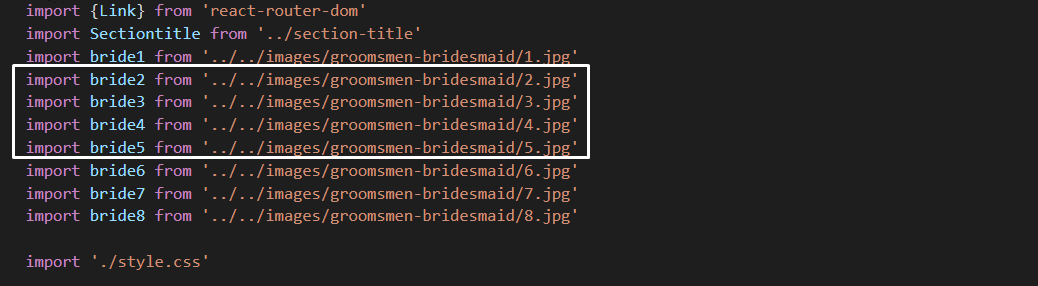 import {Link} from 'react-router-dom'
import Sectiontitle from '../section-title'
import bride1 from '../../images/groomsmen-bridesmaid/1.jpg'
import bride2 from '../../images/groomsmen-bridesmaid/2.jpg'
import bride3 from '../../images/groomsmen-bridesmaid/3.jpg'
import bride4 from '../../images/groomsmen-bridesmaid/4.jpg'
import bride5 from '../../images/groomsmen-bridesmaid/5.jpg'
import bride6 from '../../images/groomsmen-bridesmaid/6.jpg'
import bride7 from '../../images/groomsmen-bridesmaid/7.jpg'
import bride8 from '../../images/groomsmen-bridesmaid/8.jpg'
import './style.css'